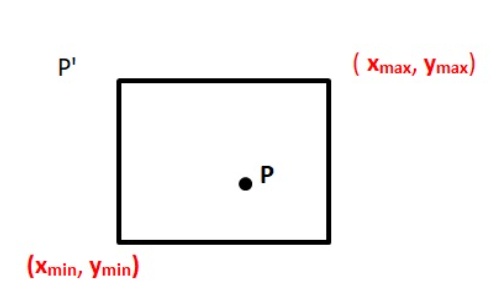 P'
( xmax, ymax)
P
(xmin, ymin)